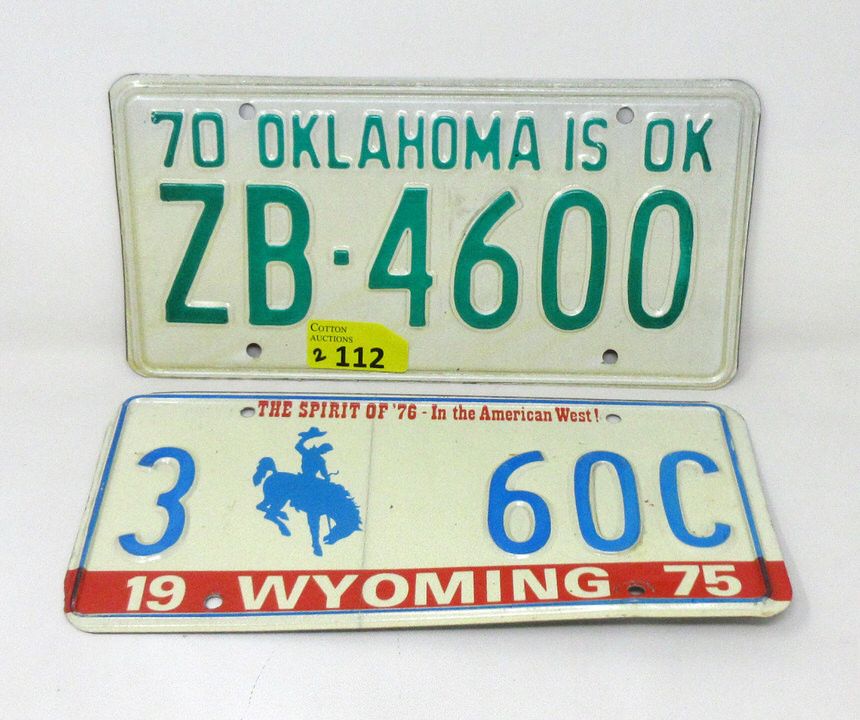 70 OKLAHOMA IS OK
ZB·4600
COTTON
AUCTIONS
2 112
THE SPIRIT OF '76 - In the American West!
3 60C
19 WYOMING 75